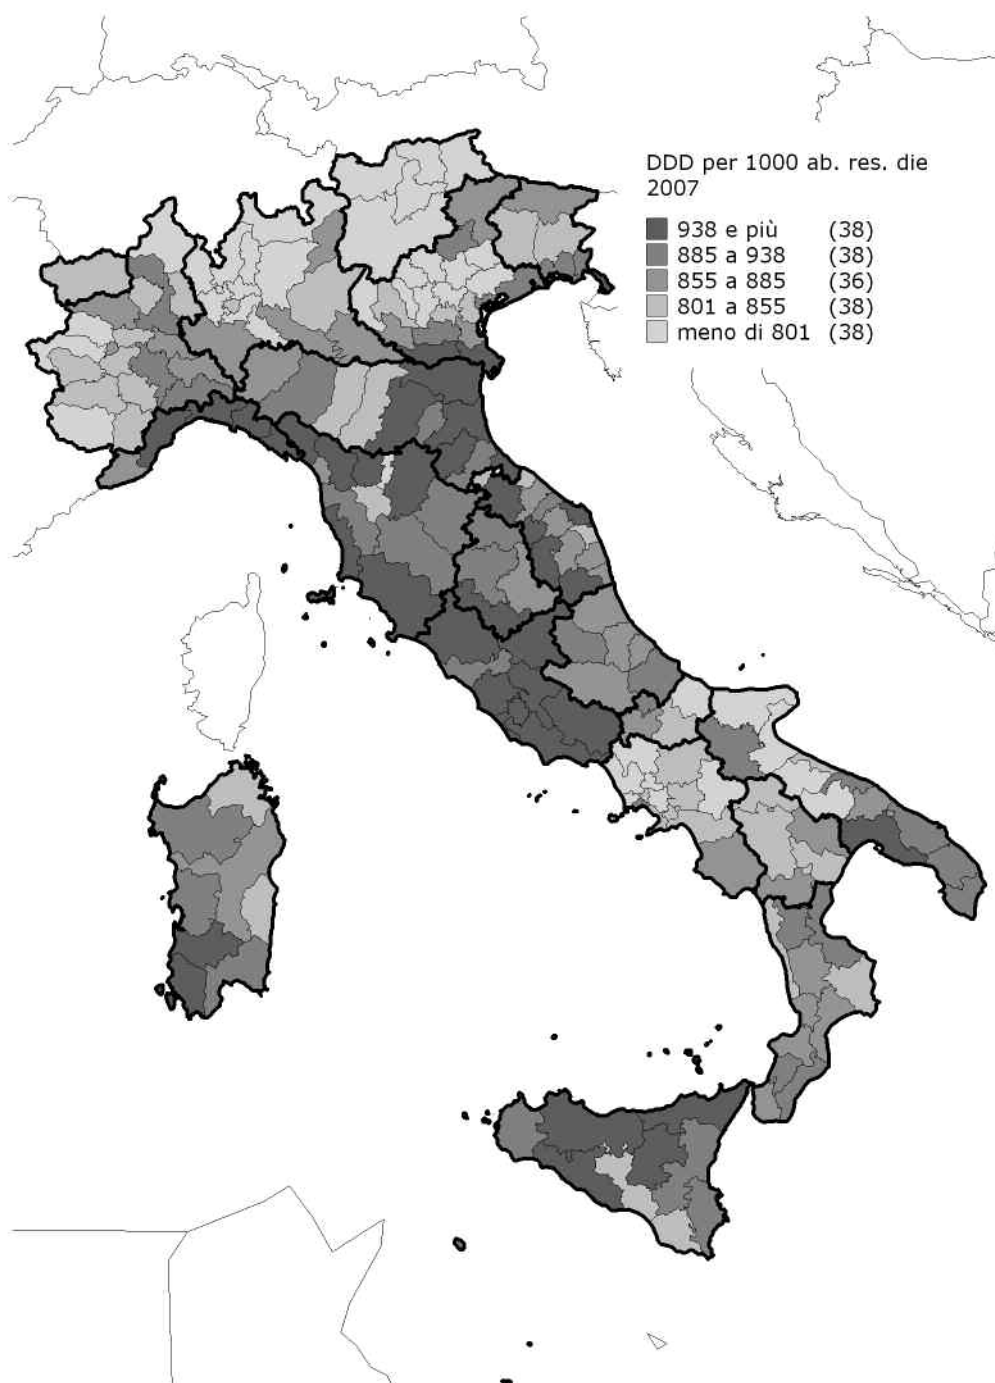 DDD per 1000 ab. res. die
2007
938 e più (38)
885 a 938 (38)
855 a 885 (36)
801 a 855 (38)
meno di 801 (38)